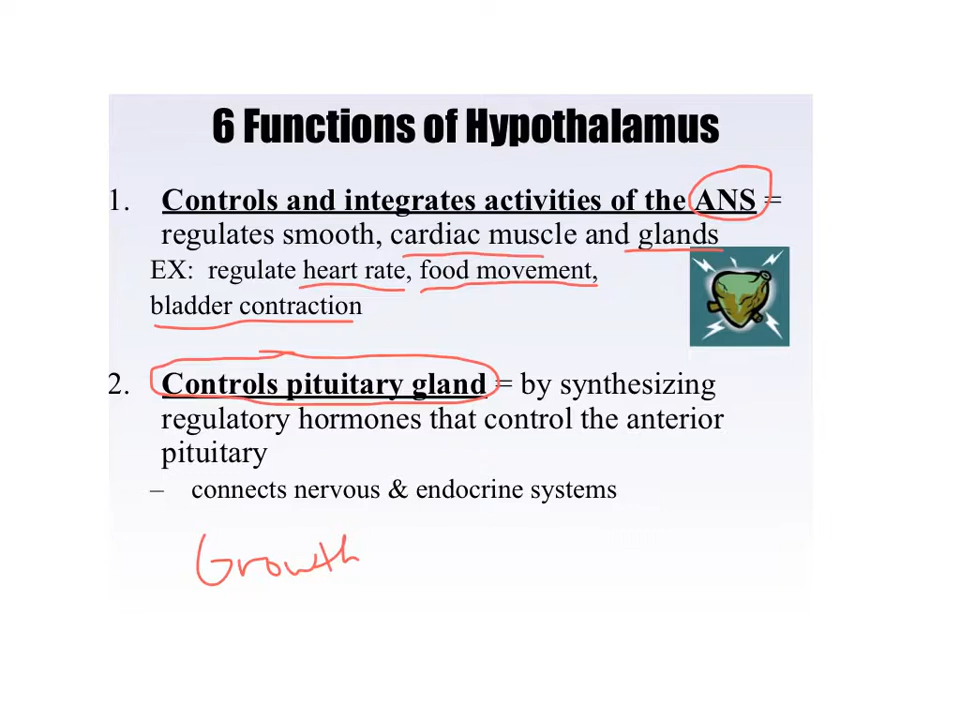 6 Functions of Hypothalamus
1. Controls and integrates activities of the ANS =
regulates smooth, cardiac muscle and glands
EX: regulate heart rate, food movement,
bladder contraction
2. Controls pituitary gland = by synthesizing
regulatory hormones that control the anterior
pituitary
– connects nervous & endocrine systems
Growth